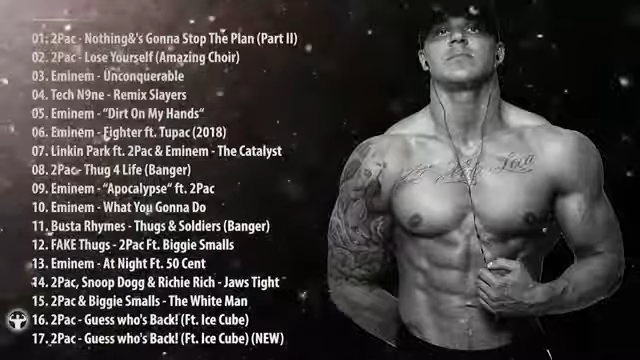 01. 2Pac - Nothing&'s Gonna Stop The Plan (Part II)
02. 2Pac - Lose Yourself (Amazing Choir)
03. Eminem - Unconquerable
04. Tech N9ne - Remix Slayers
05. Eminem - “Dirt On My Hands“
06. Eminem - Fighter ft. Tupac (2018)
07. Linkin Park ft. 2Pac & Eminem - The Catalyst
08. 2Pac - Thug 4 Life (Banger)
09. Eminem - “Apocalypse“ ft. 2Pac
10. Eminem - What You Gonna Do
11. Busta Rhymes - Thugs & Soldiers (Banger)
12. FAKE Thugs - 2Pac Ft. Biggie Smalls
13. Eminem - At Night Ft. 50 Cent
14. 2Pac, Snoop Dogg & Richie Rich - Jaws Tight
15. 2Pac & Biggie Smalls - The White Man
16. 2Pac - Guess who's Back! (Ft. Ice Cube)
17. 2Pac - Guess who's Back! (Ft. Ice Cube) (NEW)